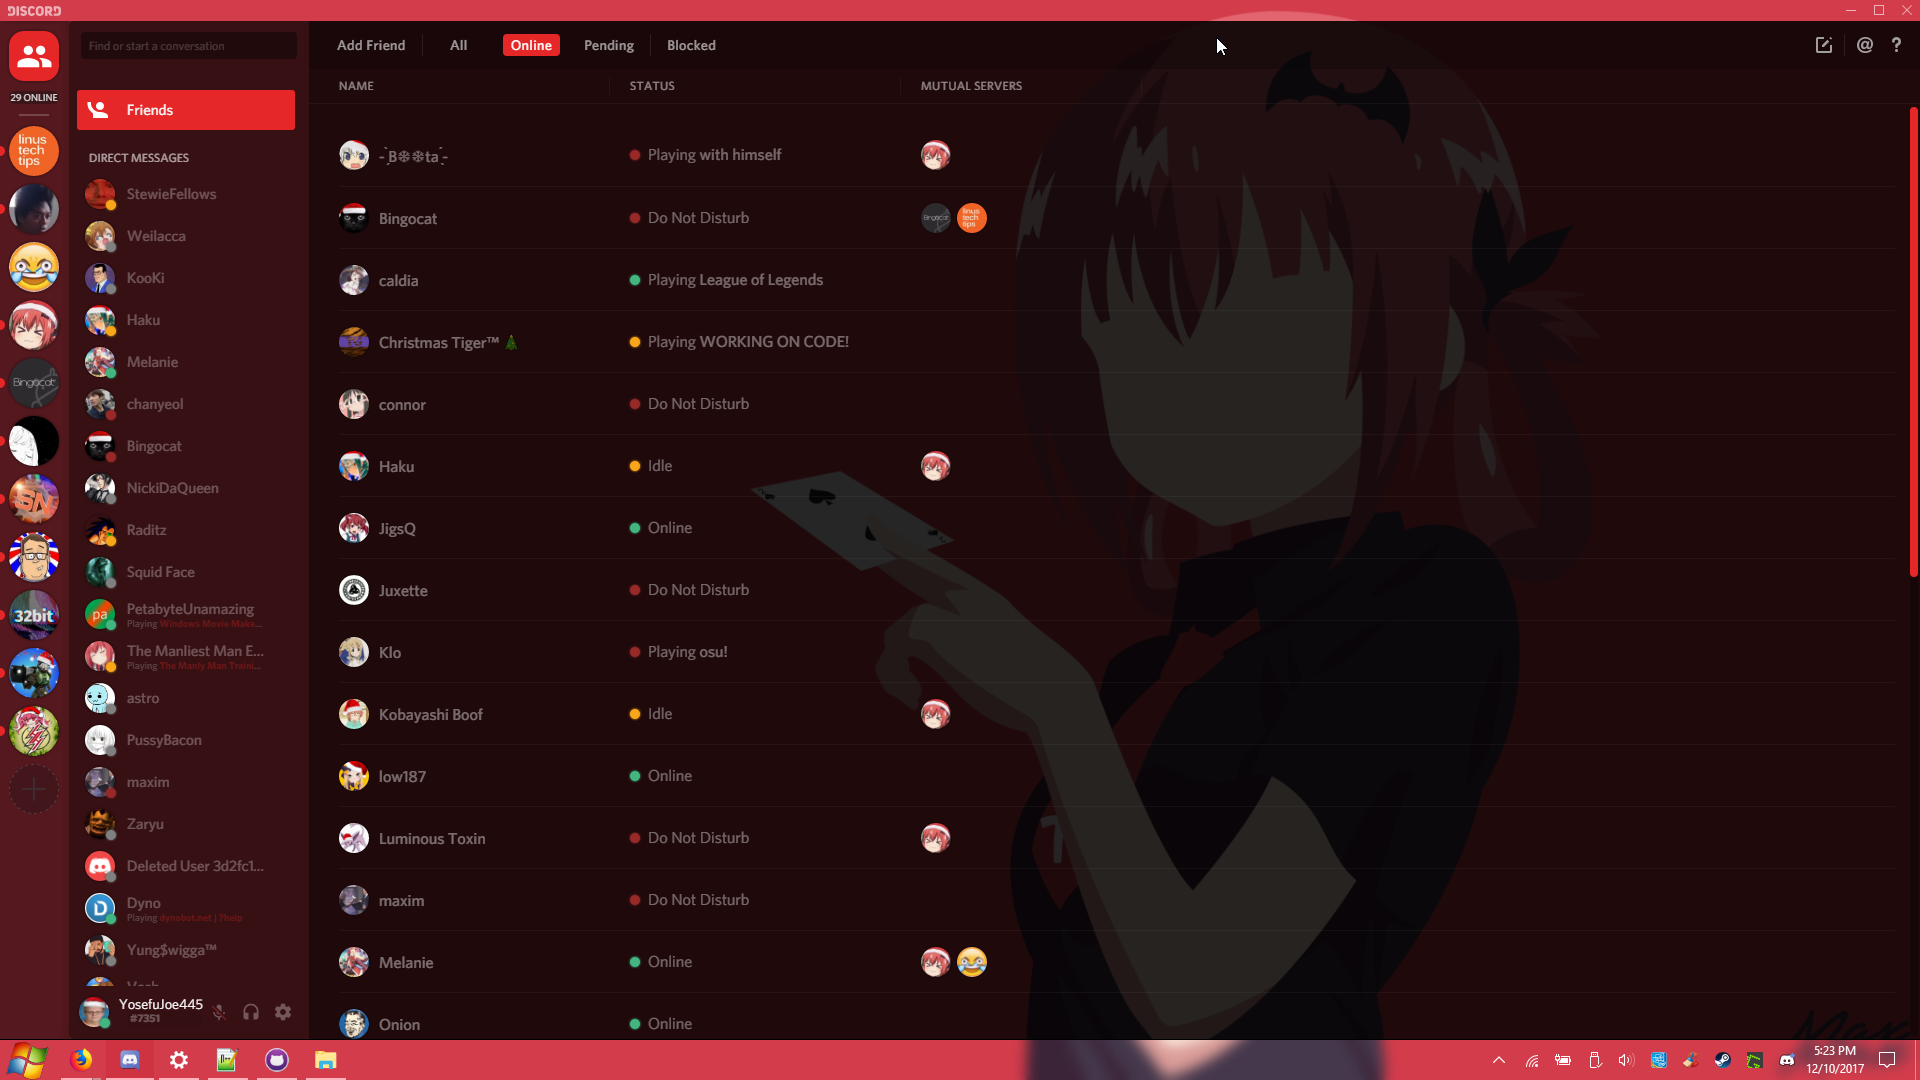 DISCORD
Find or start a conversation
Add Friend
All
Online
Pending
Blocked
29 ONLINE
Friends
NAME
STATUS
MUTUAL SERVERS
DIRECT MESSAGES
linus
tech
tips
StewieFellows
Weilacca
KooKi
Haku
Melanie
chanyeol
Bingocat
Bingocat
NickiDaQueen
Raditz
SN
Squid Face
32bit
pa
PetabyteUnamazing
Playing Windows Movie Make...
The Manliest Man E...
Playing The Manly Man Traini...
astro
PussyBacon
maxim
Zaryu
Deleted User 3d2fc1...
D
Dyno
Playing dynobot.net | ?help
Yung$wigga™
YosefuJoe445
#7351
Playing with himself
Bingocat
Do Not Disturb
Bingocat
linus
tech
tips
caldia
Playing League of Legends
Christmas Tiger™ 🎄
Playing WORKING ON CODE!
connor
Do Not Disturb
Haku
Idle
JigsQ
Online
Juxette
Do Not Disturb
Klo
Playing osu!
Kobayashi Boof
Idle
low187
Online
Luminous Toxin
Do Not Disturb
maxim
Do Not Disturb
Melanie
Online
Onion
Online
5:23 PM
12/10/2017